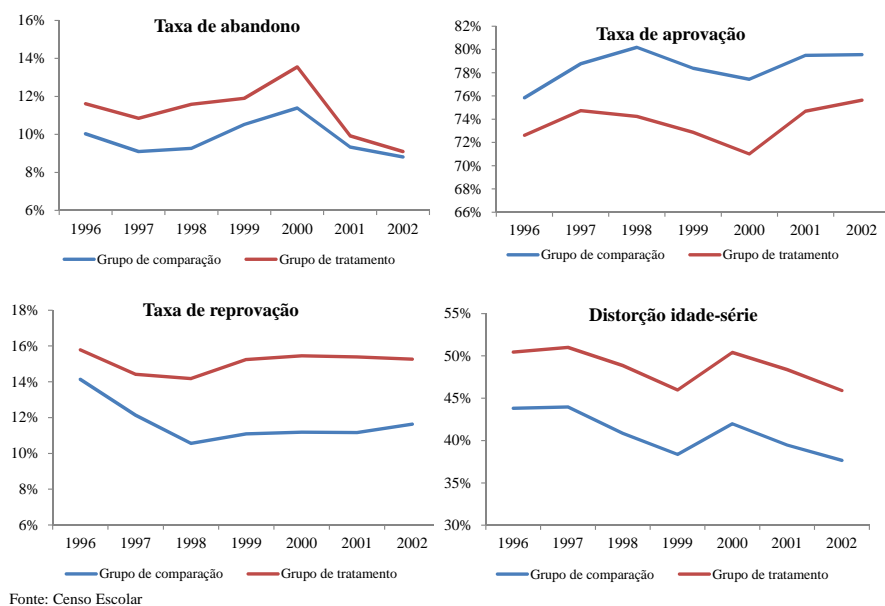 Taxa de abandono
16%
14%
12%
10%
8%
6%
1996 1997 1998 1999 2000 2001 2002
Grupo de comparação Grupo de tratamento
Taxa de aprovação
82%
80%
78%
76%
74%
72%
70%
68%
66%
1996 1997 1998 1999 2000 2001 2002
Grupo de comparação Grupo de tratamento
Taxa de reprovação
18%
16%
14%
12%
10%
8%
6%
1996 1997 1998 1999 2000 2001 2002
Grupo de comparação Grupo de tratamento
Distorção idade-série
55%
50%
45%
40%
35%
30%
1996 1997 1998 1999 2000 2001 2002
Grupo de comparação Grupo de tratamento
Fonte: Censo Escolar